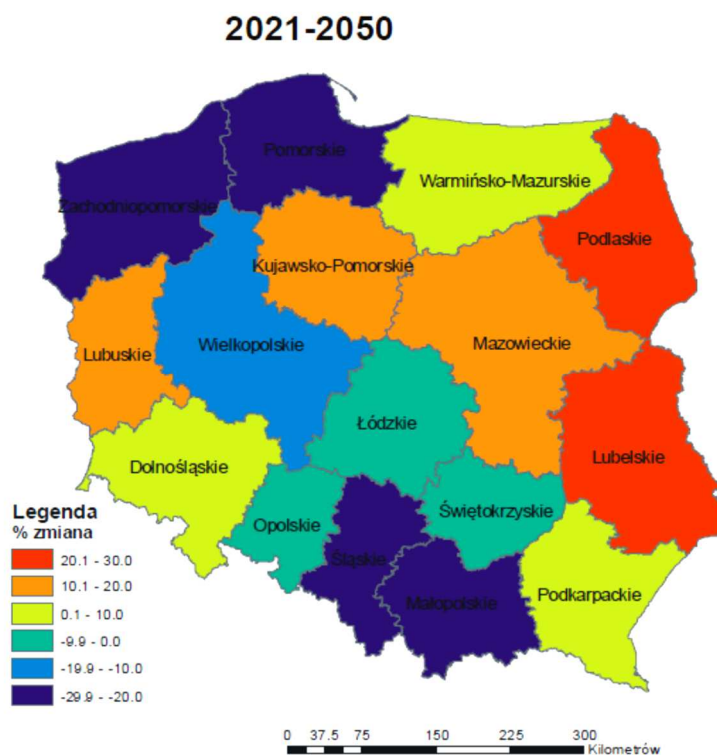 2021-2050
Pomorskie
Warmińsko-Mazurskie
Zachodniopomorskie
Podlaskie
Kujawsko-Pomorskie
Mazowieckie
Wielkopolskie
Lubuskie
Łódzkie
Lubelskie
Dolnośląskie
Świętokrzyskie
Opolskie
Śląskie
Podkarpackie
Małopolskie
Legenda
% zmiana
20.1 - 30.0
10.1 - 20.0
0.1 - 10.0
-9.9 - 0.0
-19.9 - -10.0
-29.9 - -20.0
0 37.5 75 150 225 300
Kilometrów